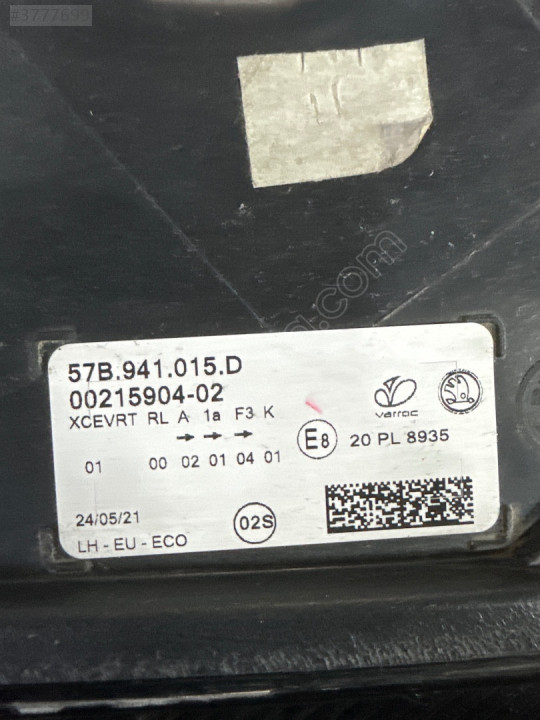 #3777699
57B.941.015.D
00215904-02
XCEVRT RL A 1a F3 K
→ → →
01 00 02 01 04 01
varroc
E8 20 PL 8935
24/05/21
02S
LH - EU - ECO